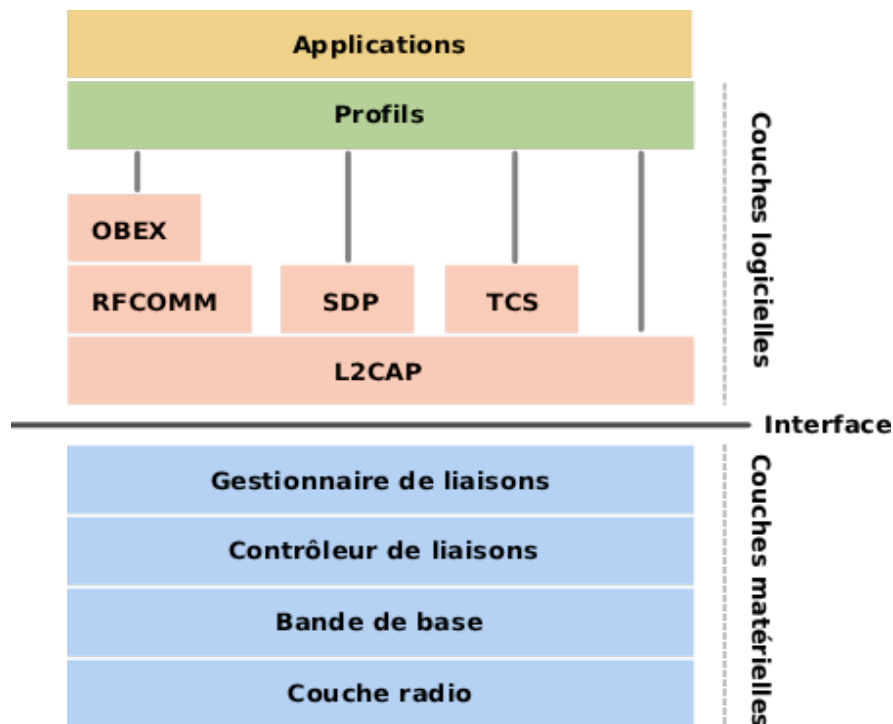 Applications
Profils
OBEX
RFCOMM
SDP
TCS
L2CAP
Couches logicielles
Interface
Gestionnaire de liaisons
Contrôleur de liaisons
Bande de base
Couche radio
Couches matérielles